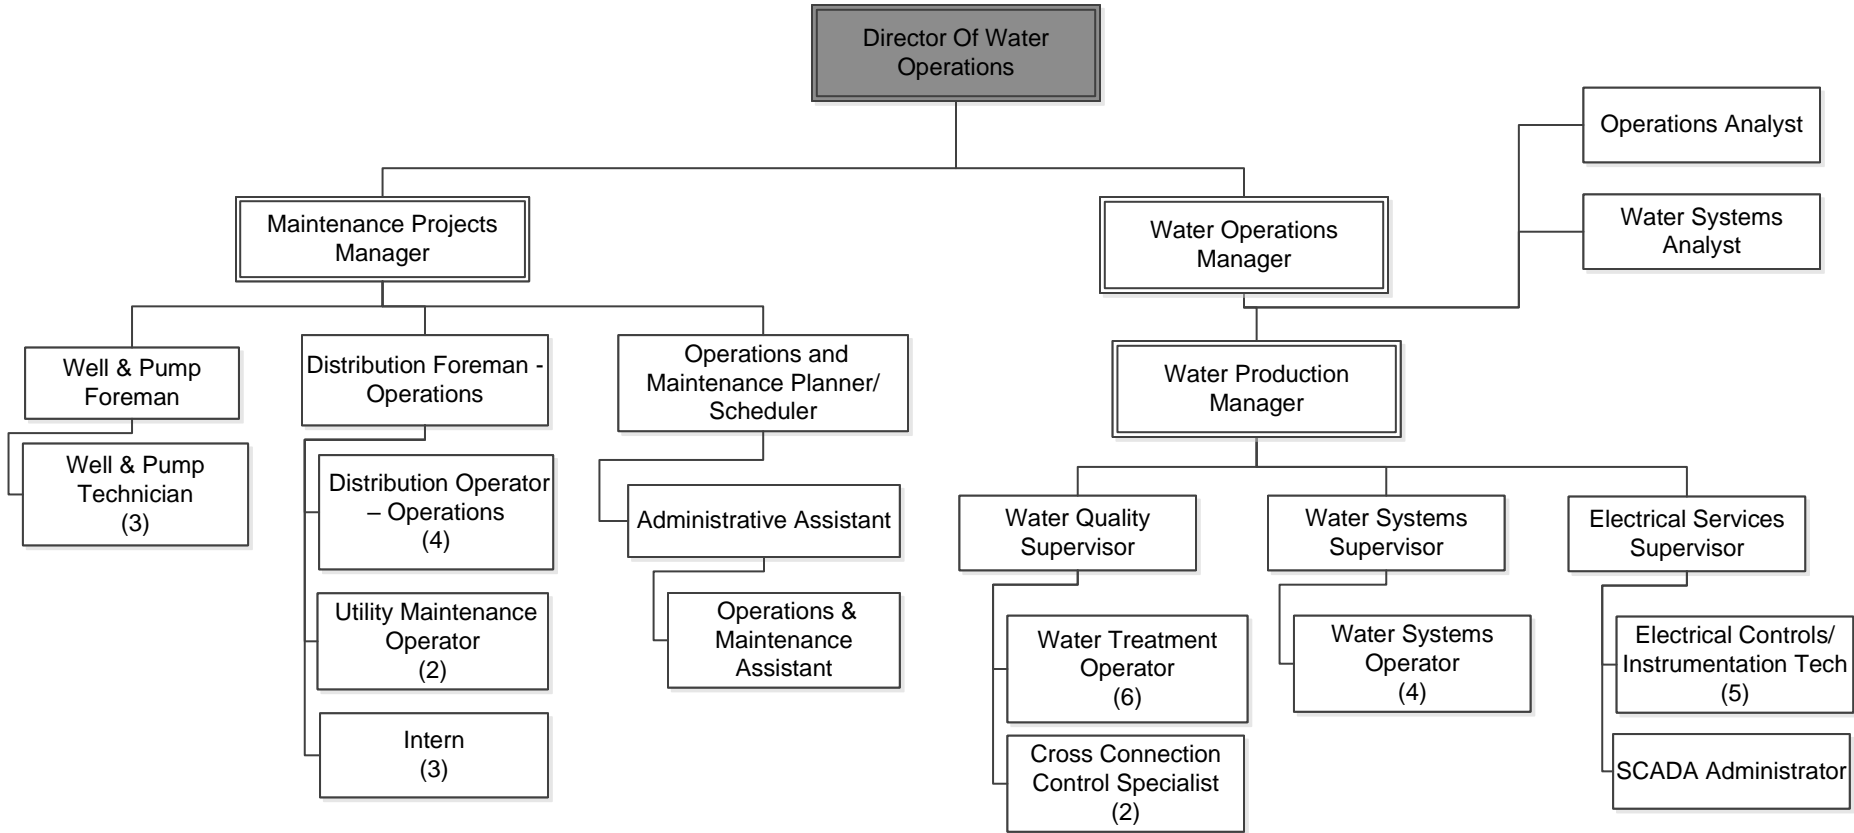 Director Of Water
Operations
Operations Analyst
Water Systems
Analyst
Maintenance Projects
Manager
Water Operations
Manager
Well & Pump
Foreman
Distribution Foreman -
Operations
Operations and
Maintenance Planner/
Scheduler
Water Production
Manager
Well & Pump
Technician
(3)
Distribution Operator
– Operations
(4)
Utility Maintenance
Operator
(2)
Intern
(3)
Administrative Assistant
Operations &
Maintenance
Assistant
Water Quality
Supervisor
Water Systems
Supervisor
Electrical Services
Supervisor
Water Treatment
Operator
(6)
Cross Connection
Control Specialist
(2)
Water Systems
Operator
(4)
Electrical Controls/
Instrumentation Tech
(5)
SCADA Administrator